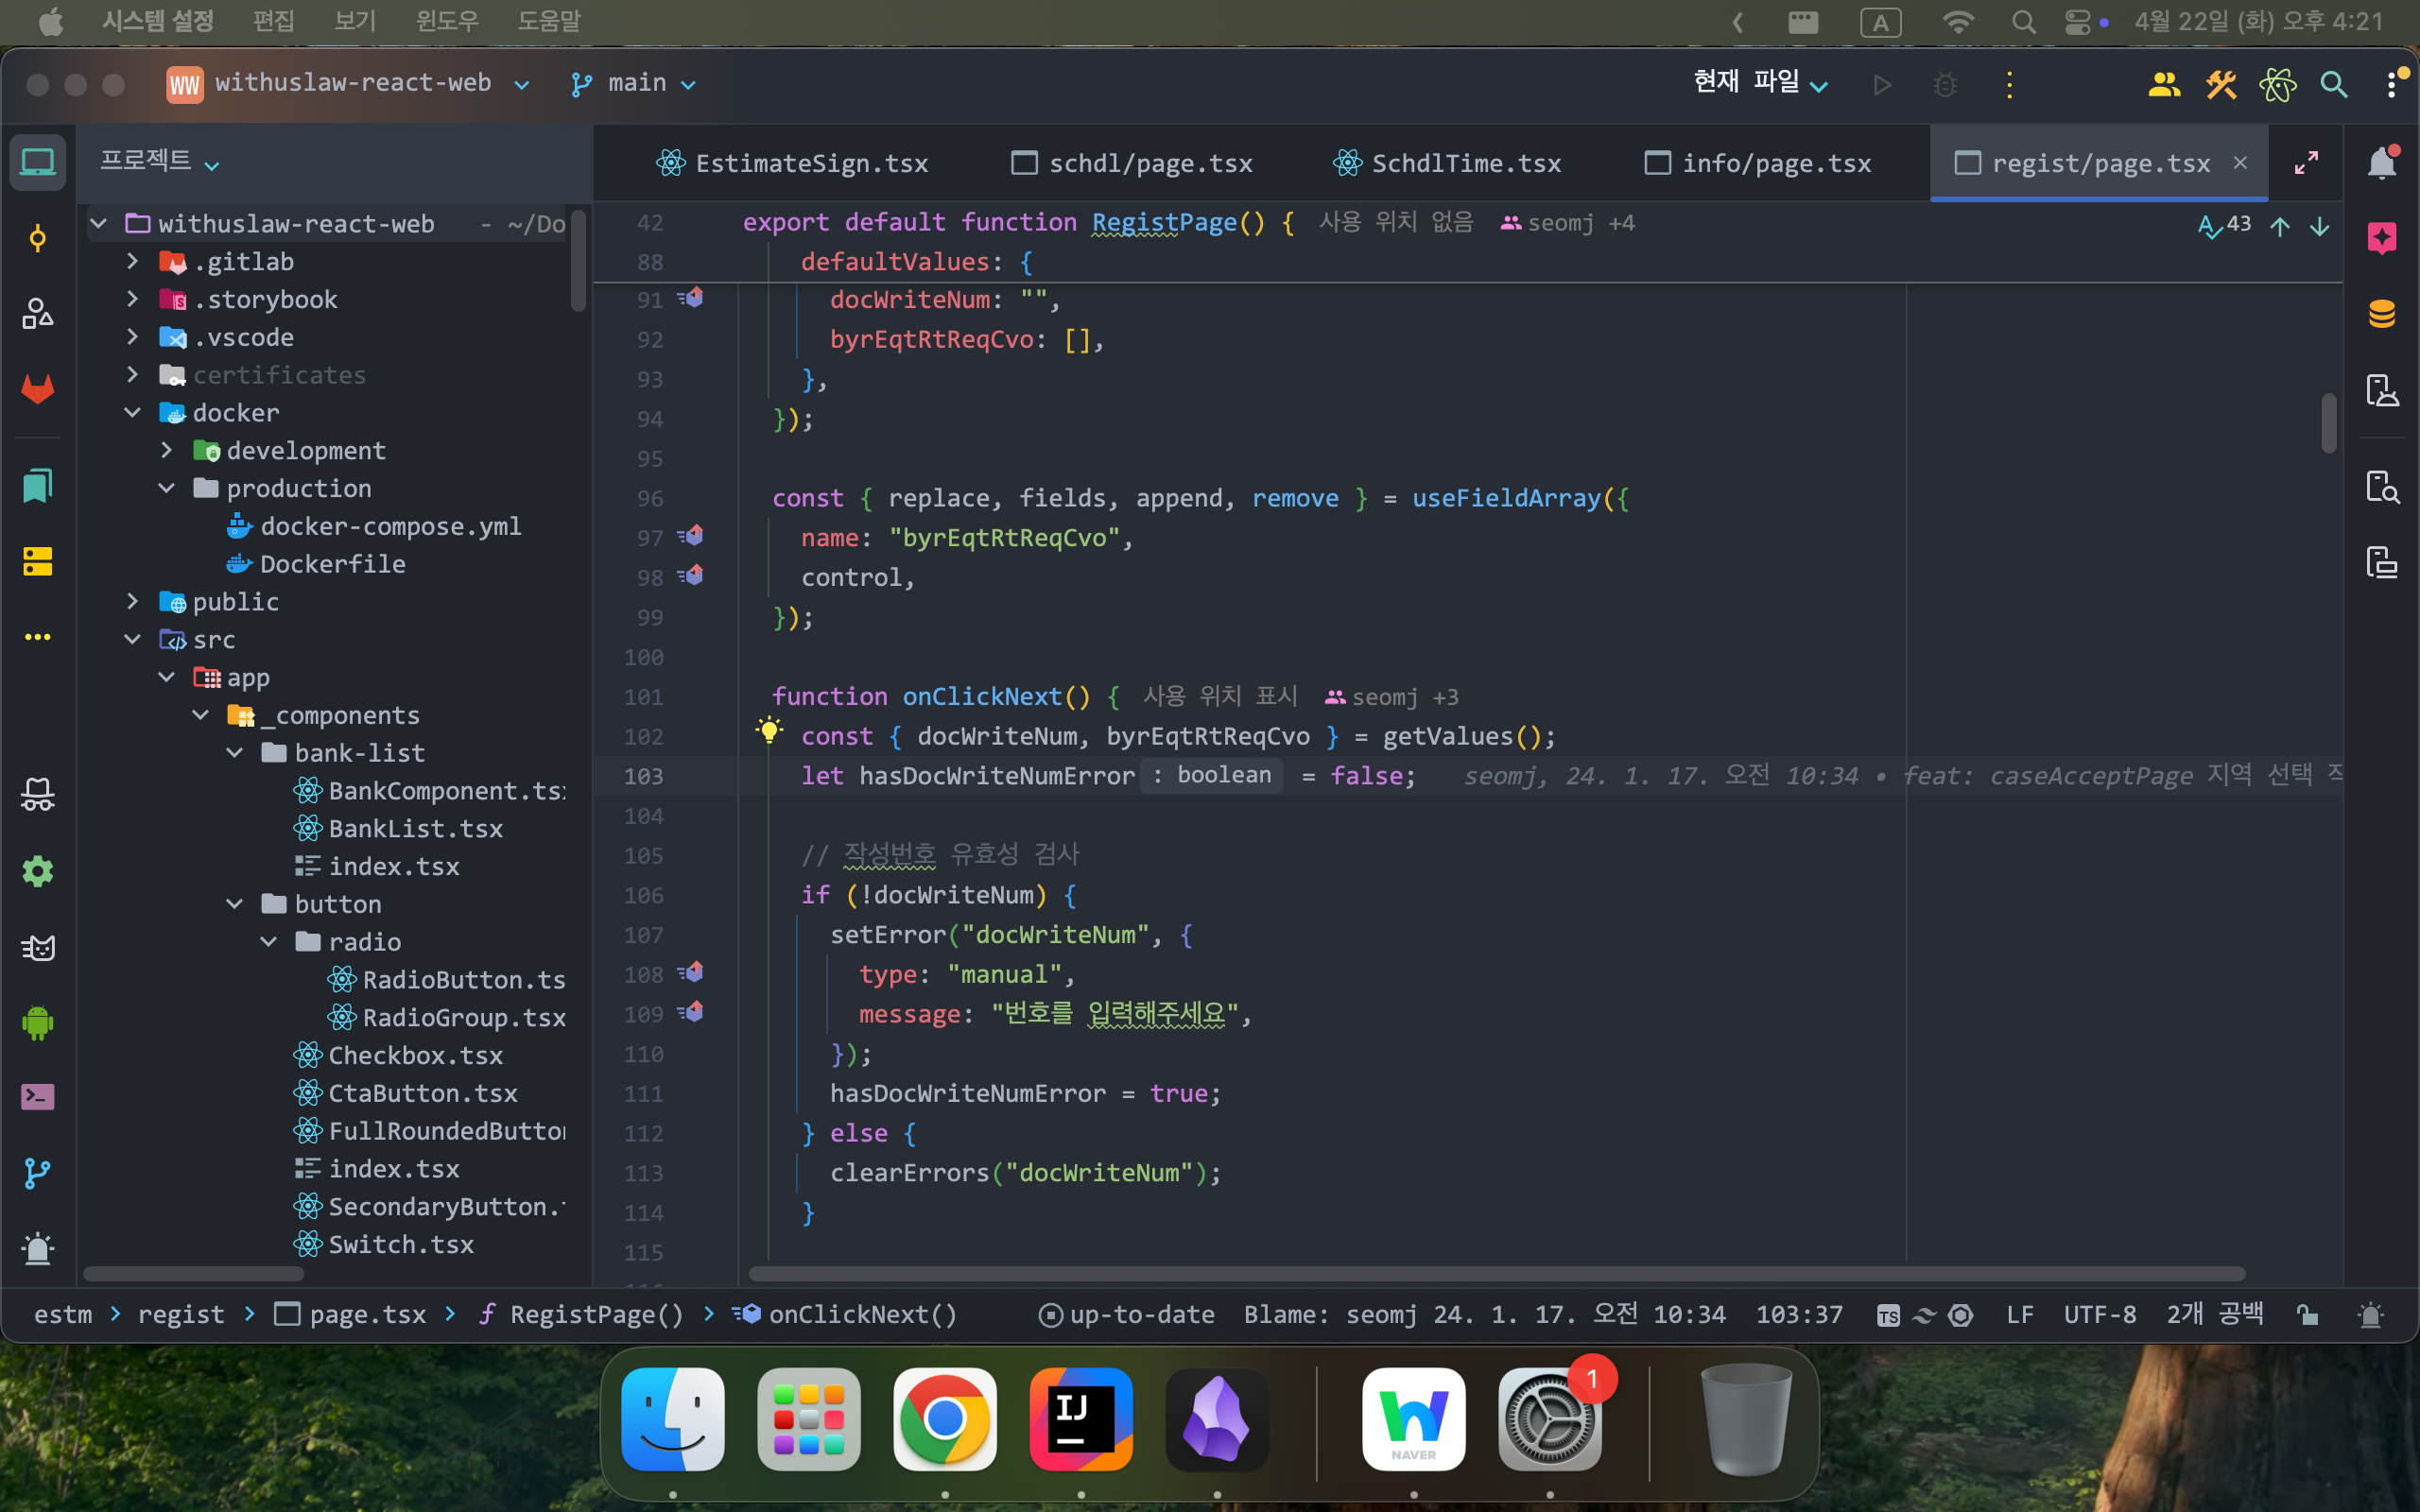 시스템 설정 편집 보기 윈도우 도움말 A 4월 22일 (화) 오후 4:21
WW withuslaw-react-web main 현재 파일
프로젝트
EstimateSign.tsx schdl/page.tsx SchdlTime.tsx info/page.tsx regist/page.tsx
withuslaw-react-web - ~/Do
.gitlab
.storybook
.vscode
certificates
docker
development
production
docker-compose.yml
Dockerfile
public
src
app
_components
bank-list
BankComponent.ts
BankList.tsx
index.tsx
button
radio
RadioButton.ts
RadioGroup.tsx
Checkbox.tsx
CtaButton.tsx
FullRoundedButto
index.tsx
SecondaryButton.
Switch.tsx
42 export default function RegistPage() { 사용 위치 없음 seomj +4
43
88 defaultValues: {
91 docWriteNum: "",
92 byrEqtRtReqCvo: [],
93 },
94 });
95
96 const { replace, fields, append, remove } = useFieldArray({
97 name: "byrEqtRtReqCvo",
98 control,
99 });
100
101 function onClickNext() { 사용 위치 표시 seomj +3
102 const { docWriteNum, byrEqtRtReqCvo } = getValues();
103 let hasDocWriteNumError : boolean = false; seomj, 24. 1. 17. 오전 10:34 • feat: caseAcceptPage 지역 선택
104
105 // 작성번호 유효성 검사
106 if (!docWriteNum) {
107 setError("docWriteNum", {
108 type: "manual",
109 message: "번호를 입력해주세요",
110 });
111 hasDocWriteNumError = true;
112 } else {
113 clearErrors("docWriteNum");
114 }
115
estm > regist > page.tsx > RegistPage() > onClickNext() up-to-date Blame: seomj 24. 1. 17. 오전 10:34 103:37 TS LF UTF-8 2개 공백
IJ
NAVER
1